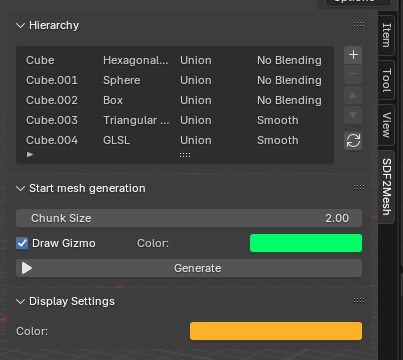 Hierarchy
Cube Hexagonal... Union No Blending
Cube.001 Sphere Union No Blending
Cube.002 Box Union No Blending
Cube.003 Triangular ... Union Smooth
Cube.004 GLSL Union Smooth
Start mesh generation
Chunk Size 2.00
Draw Gizmo Color:
Generate
Display Settings
Color:
Item
Tool
View
SDF2Mesh